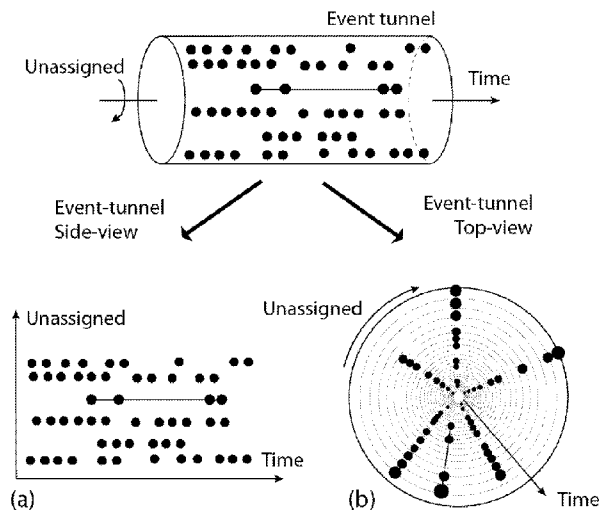 Event tunnel
Unassigned
Time
Event-tunnel
Side-view
Event-tunnel
Top-view
Unassigned
Time
(a)
Unassigned
Time
(b)